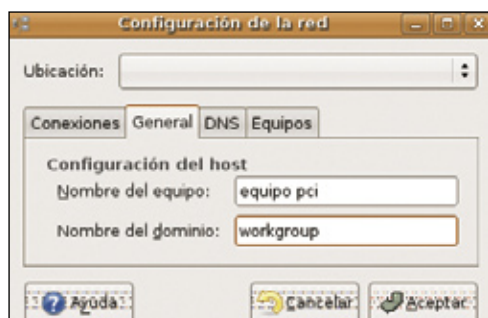 Configuración de la red
Ubicación:
Conexiones General DNS Equipos
Configuración del host
Nombre del equipo: equipo pci
Nombre del dominio: workgroup
Ayuda Cancelar Aceptar